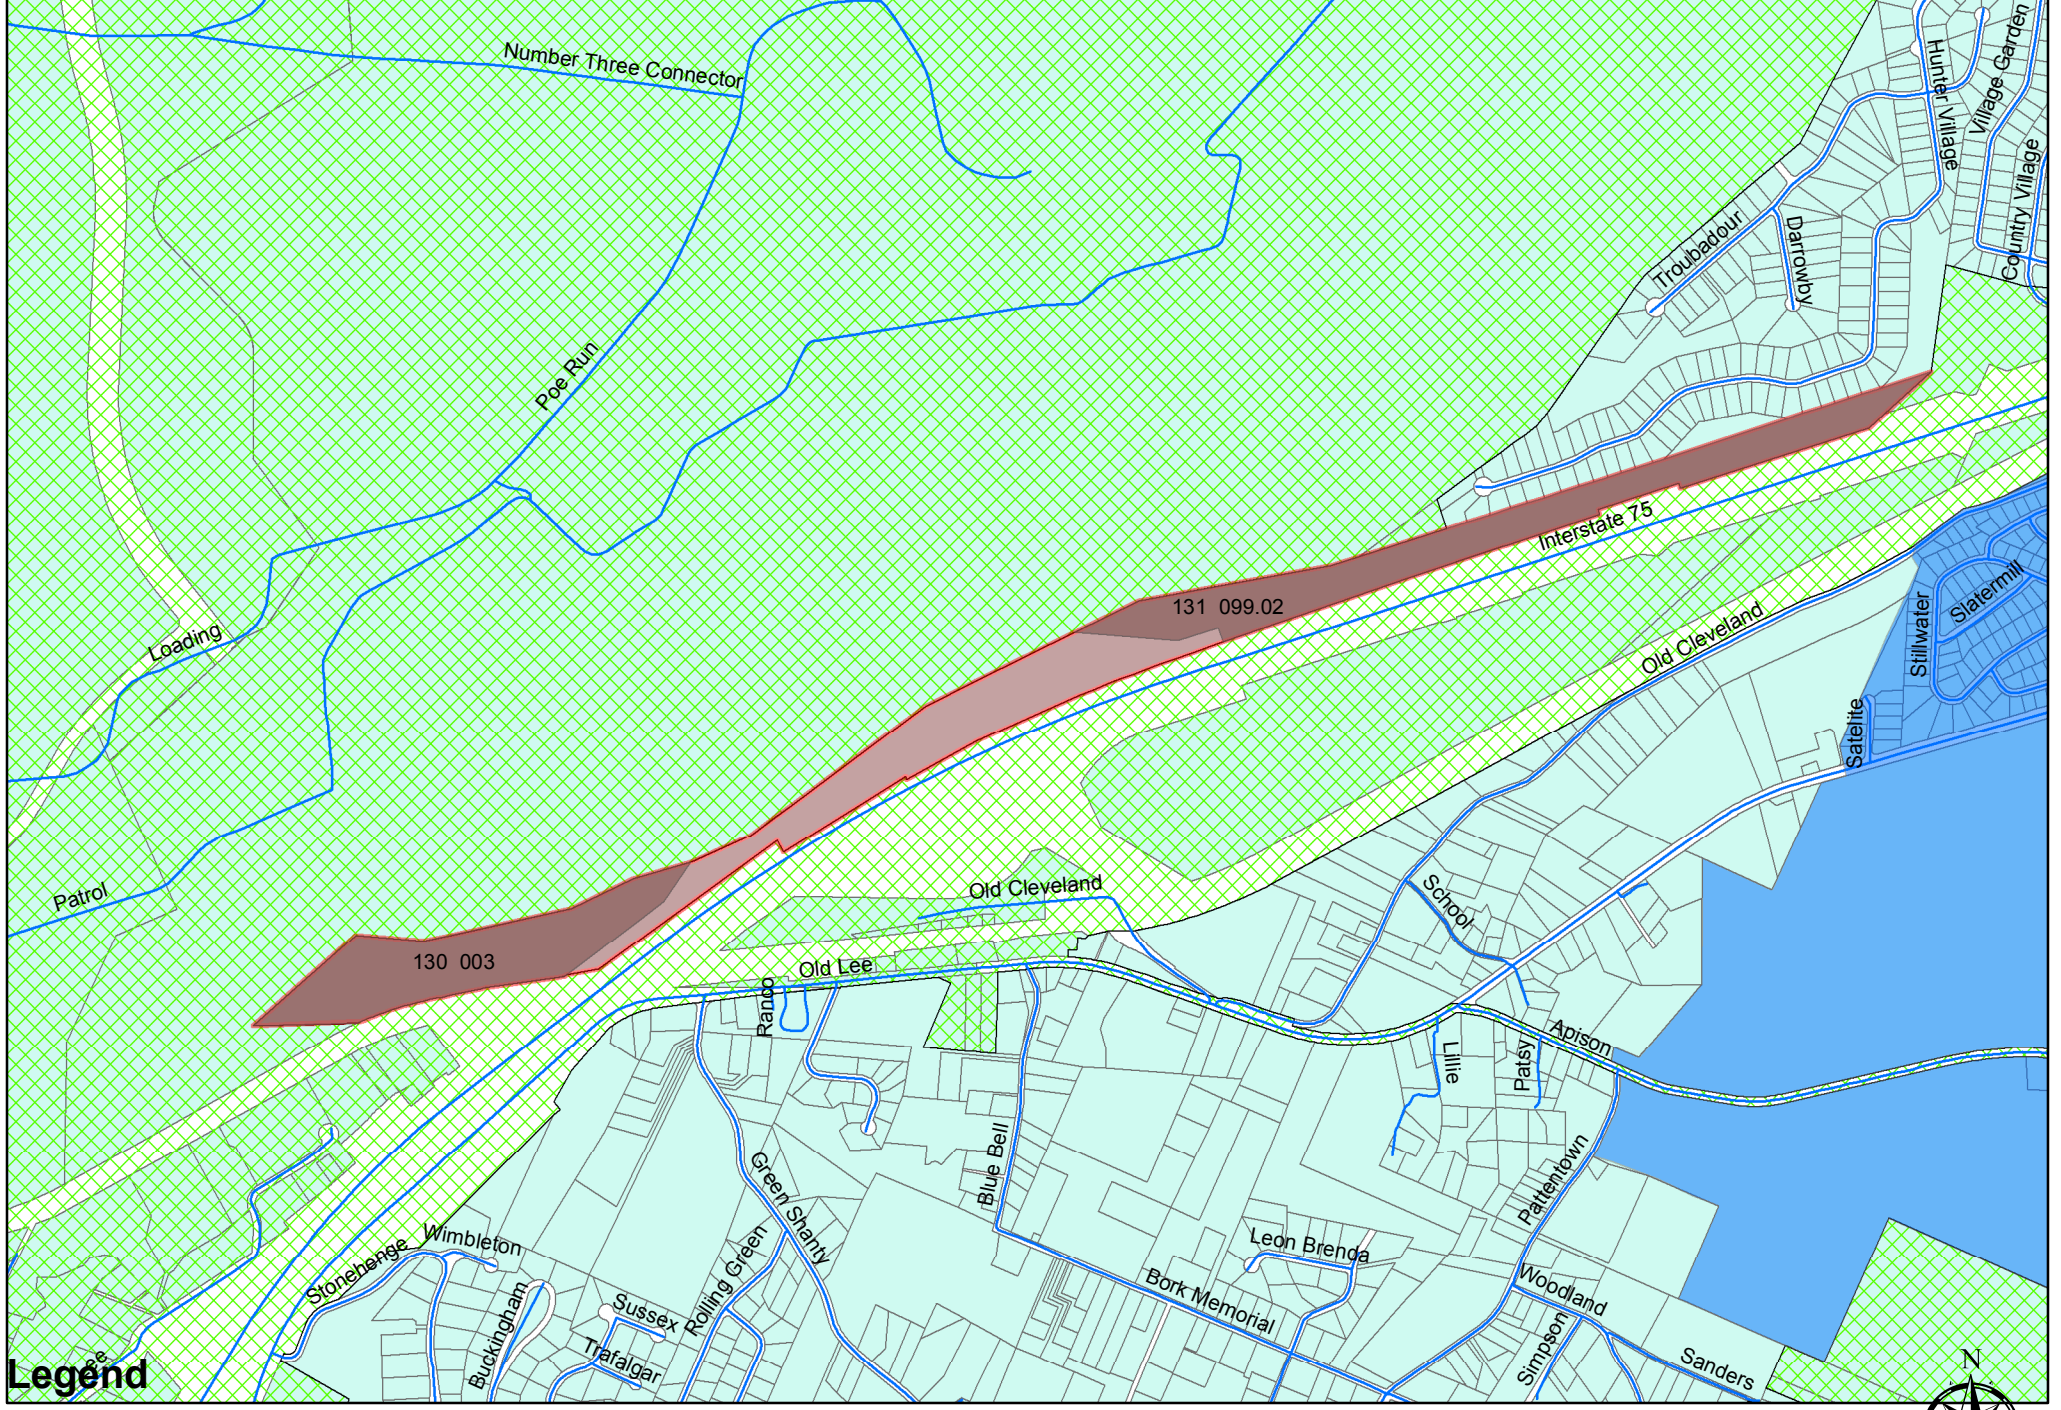 Number Three Connector
Hunter Village
Village Garden
Country Village
Troubadour
Darrowby
Poe Run
Interstate 75
131 099.02
Loading
Old Cleveland
Stillwater
Slatermill
Satelite
Patrol
Old Cleveland
School
130 003
Old Lee
Ranco
Apison
Lillie
Patsy
Blue Bell
Green Shanty
Pattentown
Wimbleton
Stonehenge
Rolling Green
Leon Brenda
Bork Memorial
Woodland
Buckingham
Sussex
Trafalgar
Simpson
Sanders
N
Legend